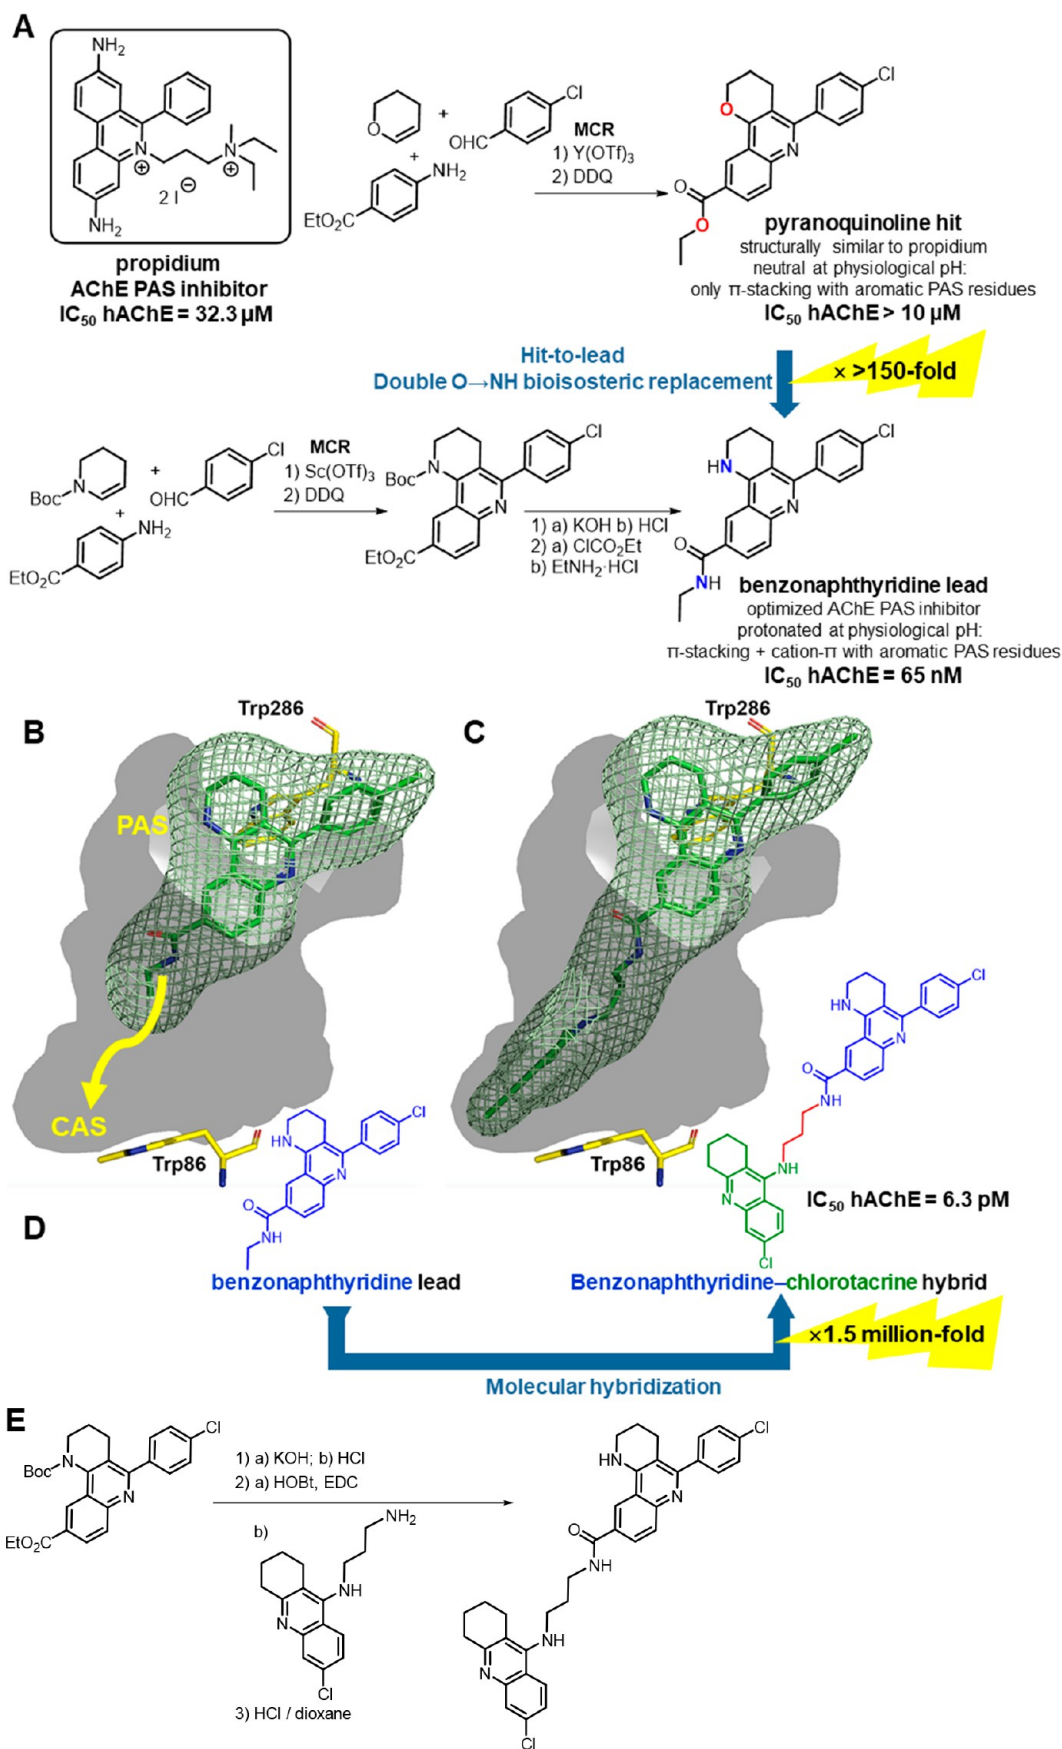 A
NH₂
N
⊕
N
⊕
2 I⊖
NH₂
propidium
AChE PAS inhibitor
IC₅₀ hAChE = 32.3 µM
O
+
Cl
OHC
+
NH₂
EtO₂C
MCR
1) Y(OTf)₃
2) DDQ
Cl
O
N
O
O
pyranoquinoline hit
structurally similar to propidium
neutral at physiological pH:
only π-stacking with aromatic PAS residues
IC₅₀ hAChE > 10 µM
Hit-to-lead
Double O→NH bioisosteric replacement
× >150-fold
N
Boc
+
Cl
OHC
+
NH₂
EtO₂C
MCR
1) Sc(OTf)₃
2) DDQ
Cl
N
Boc
N
EtO₂C
1) a) KOH b) HCl
2) a) ClCO₂Et
b) EtNH₂·HCl
Cl
HN
N
O
NH
benzonaphthyridine lead
optimized AChE PAS inhibitor
protonated at physiological pH:
π-stacking + cation-π with aromatic PAS residues
IC₅₀ hAChE = 65 nM
B
Trp286
PAS
CAS
Trp86
C
Trp286
Trp86
Cl
HN
N
O
NH
NH
N
Cl
IC₅₀ hAChE = 6.3 pM
D
Cl
HN
N
O
NH
benzonaphthyridine lead
Benzonaphthyridine–chlorotacrine hybrid
×1.5 million-fold
Molecular hybridization
E
Cl
N
Boc
N
EtO₂C
1) a) KOH; b) HCl
2) a) HOBt, EDC
b)
NH₂
NH
N
Cl
3) HCl / dioxane
Cl
HN
N
O
NH
NH
N
Cl